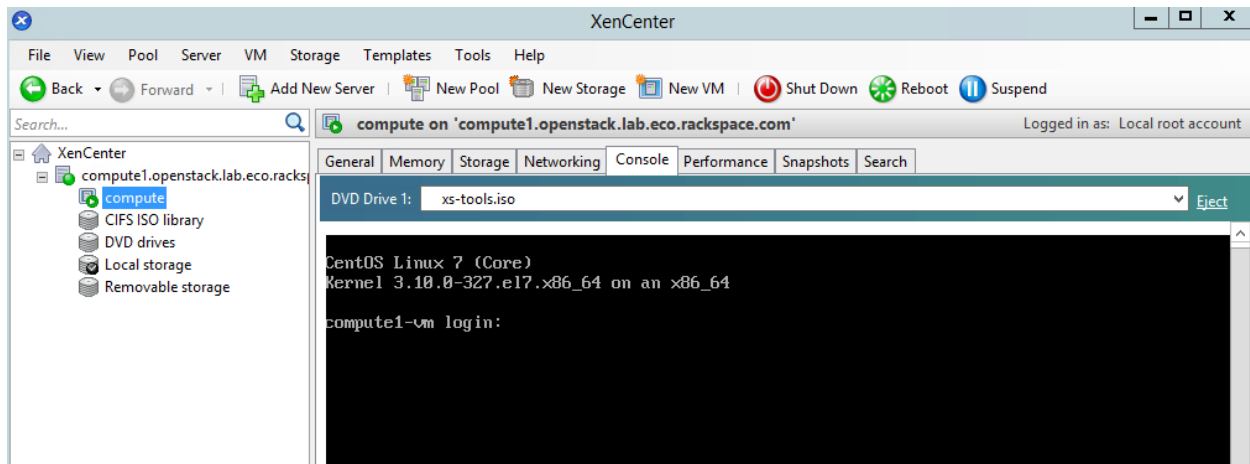 XenCenter
File View Pool Server VM Storage Templates Tools Help
Back Forward Add New Server New Pool New Storage New VM Shut Down Reboot Suspend
Search...
compute on 'compute1.openstack.lab.eco.rackspace.com' Logged in as: Local root account
XenCenter
compute1.openstack.lab.eco.racksp
compute
CIFS ISO library
DVD drives
Local storage
Removable storage
General Memory Storage Networking Console Performance Snapshots Search
DVD Drive 1: xs-tools.iso Eject
CentOS Linux 7 (Core)
Kernel 3.10.0-327.el7.x86_64 on an x86_64
compute1-vm login: